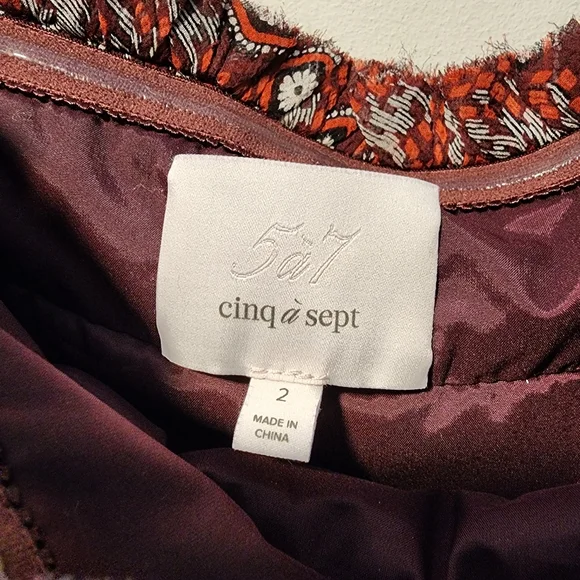 5à7
cinq à sept
2
MADE IN
CHINA